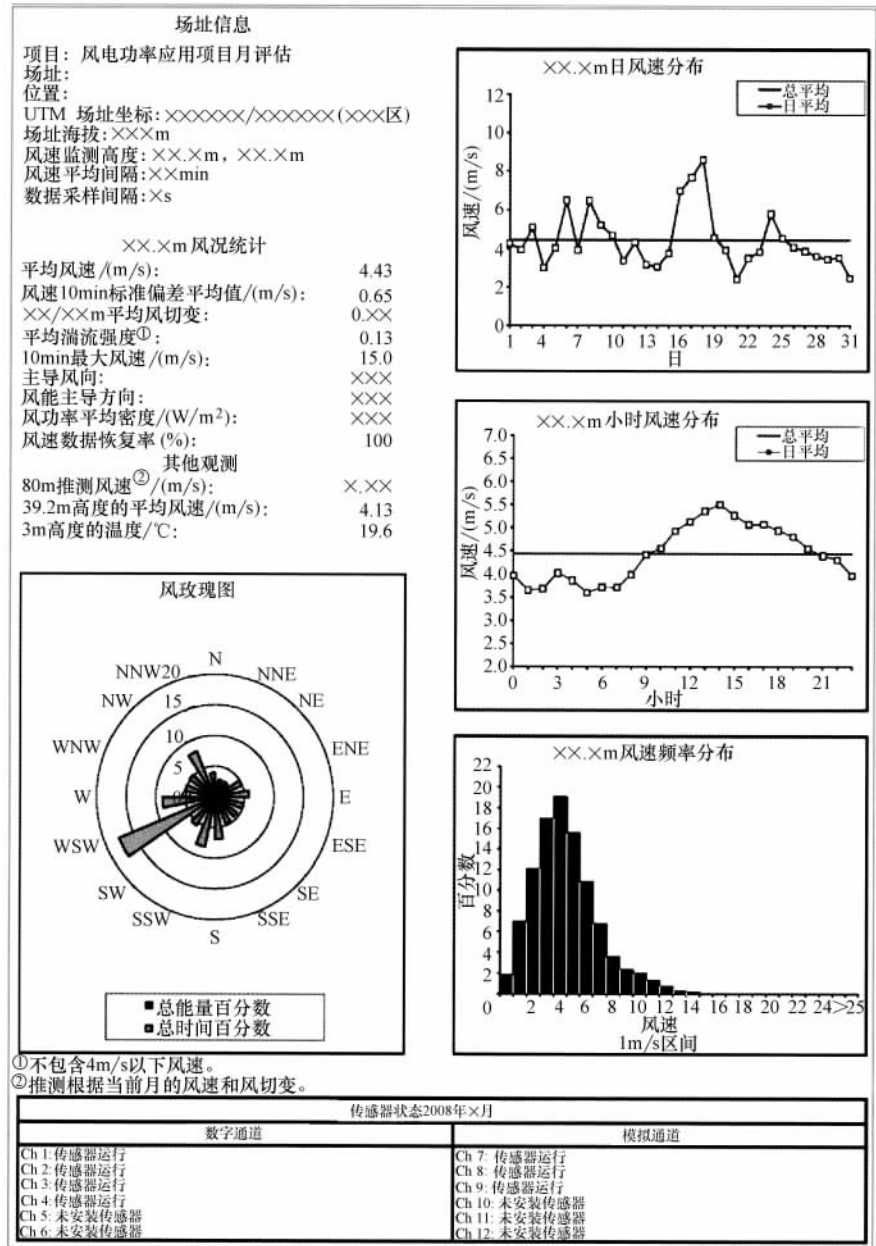 场址信息
项目：风电功率应用项目月评估
场址：
位置：
UTM 场址坐标：××××××/××××××(×××区)
场址海拔：×××m
风速监测高度：××.×m，××.×m
风速平均间隔：××min
数据采样间隔：×s
××.×m风况统计
平均风速/(m/s)： 4.43
风速10min标准偏差平均值/(m/s)： 0.65
××/××m平均风切变： 0.××
平均湍流强度①： 0.13
10min最大风速/(m/s)： 15.0
主导风向： ×××
风能主导方向： ×××
风功率平均密度/(W/m²)： ×××
风速数据恢复率(%)： 100
其他观测
80m推测风速②/(m/s)： ×.××
39.2m高度的平均风速/(m/s)： 4.13
3m高度的温度/℃： 19.6
风玫瑰图
N
NNW20 NNE
NW 15 NE
10
WNW ENE
5
W 0 E
WSW ESE
SW SE
SSW SSE
S
■总能量百分数
■总时间百分数
××.×m日风速分布
总平均
日平均
风速/(m/s)
12
10
8
6
4
2
0
1 4 7 10 13 16 19 22 25 28 31
日
××.×m小时风速分布
总平均
日平均
风速/(m/s)
7.0
6.5
6.0
5.5
5.0
4.5
4.0
3.5
3.0
2.5
2.0
0 3 6 9 12 15 18 21
小时
××.×m风速频率分布
百分数
22
20
18
16
14
12
10
8
6
4
2
0 2 4 6 8 10 12 14 16 18 20 22 24>25
风速
1m/s区间
①不包含4m/s以下风速。
②推测根据当前月的风速和风切变。
传感器状态2008年×月
数字通道 模拟通道
Ch 1:传感器运行
Ch 2:传感器运行
Ch 3:传感器运行
Ch 4:传感器运行
Ch 5: 未安装传感器
Ch 6: 未安装传感器
Ch 7: 传感器运行
Ch 8: 传感器运行
Ch 9: 传感器运行
Ch 10: 未安装传感器
Ch 11: 未安装传感器
Ch 12: 未安装传感器